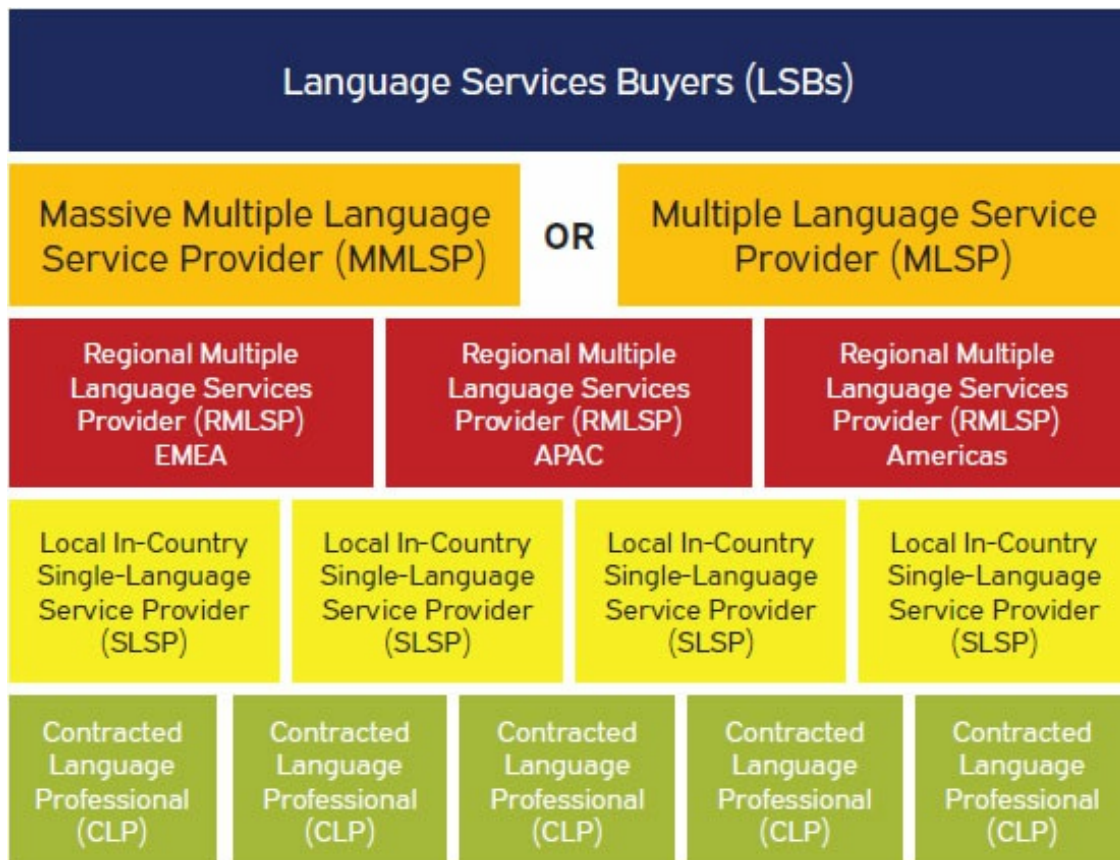 Language Services Buyers (LSBs)
Massive Multiple Language
Service Provider (MMLSP)
OR
Multiple Language Service
Provider (MLSP)
Regional Multiple
Language Services
Provider (RMLSP)
EMEA
Regional Multiple
Language Services
Provider (RMLSP)
APAC
Regional Multiple
Language Services
Provider (RMLSP)
Americas
Local In-Country
Single-Language
Service Provider
(SLSP)
Local In-Country
Single-Language
Service Provider
(SLSP)
Local In-Country
Single-Language
Service Provider
(SLSP)
Local In-Country
Single-Language
Service Provider
(SLSP)
Contracted
Language
Professional
(CLP)
Contracted
Language
Professional
(CLP)
Contracted
Language
Professional
(CLP)
Contracted
Language
Professional
(CLP)
Contracted
Language
Professional
(CLP)